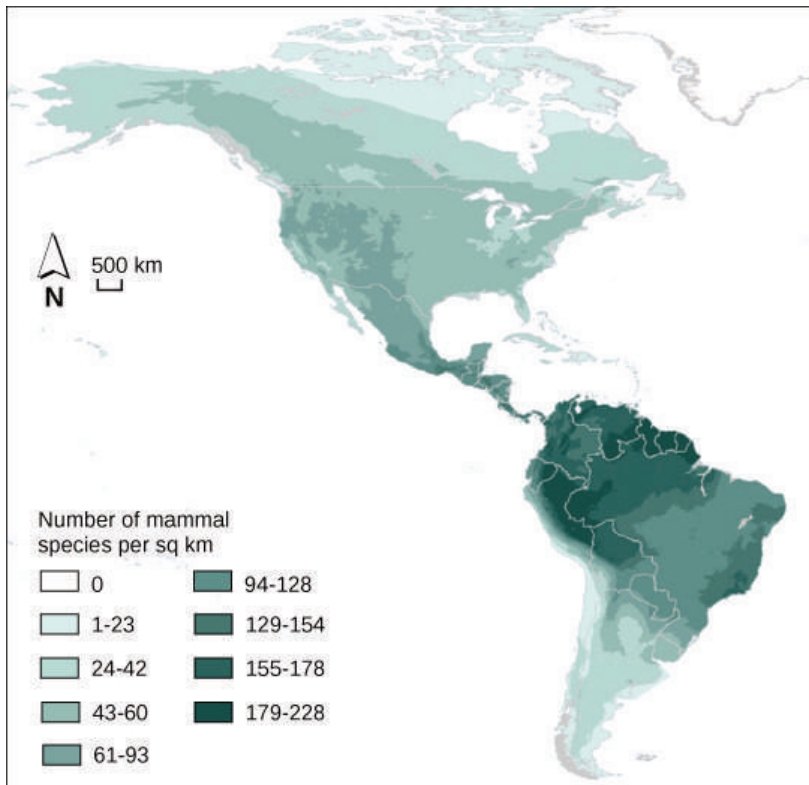 500 km
N
Number of mammal
species per sq km
0
1-23
24-42
43-60
61-93
94-128
129-154
155-178
179-228